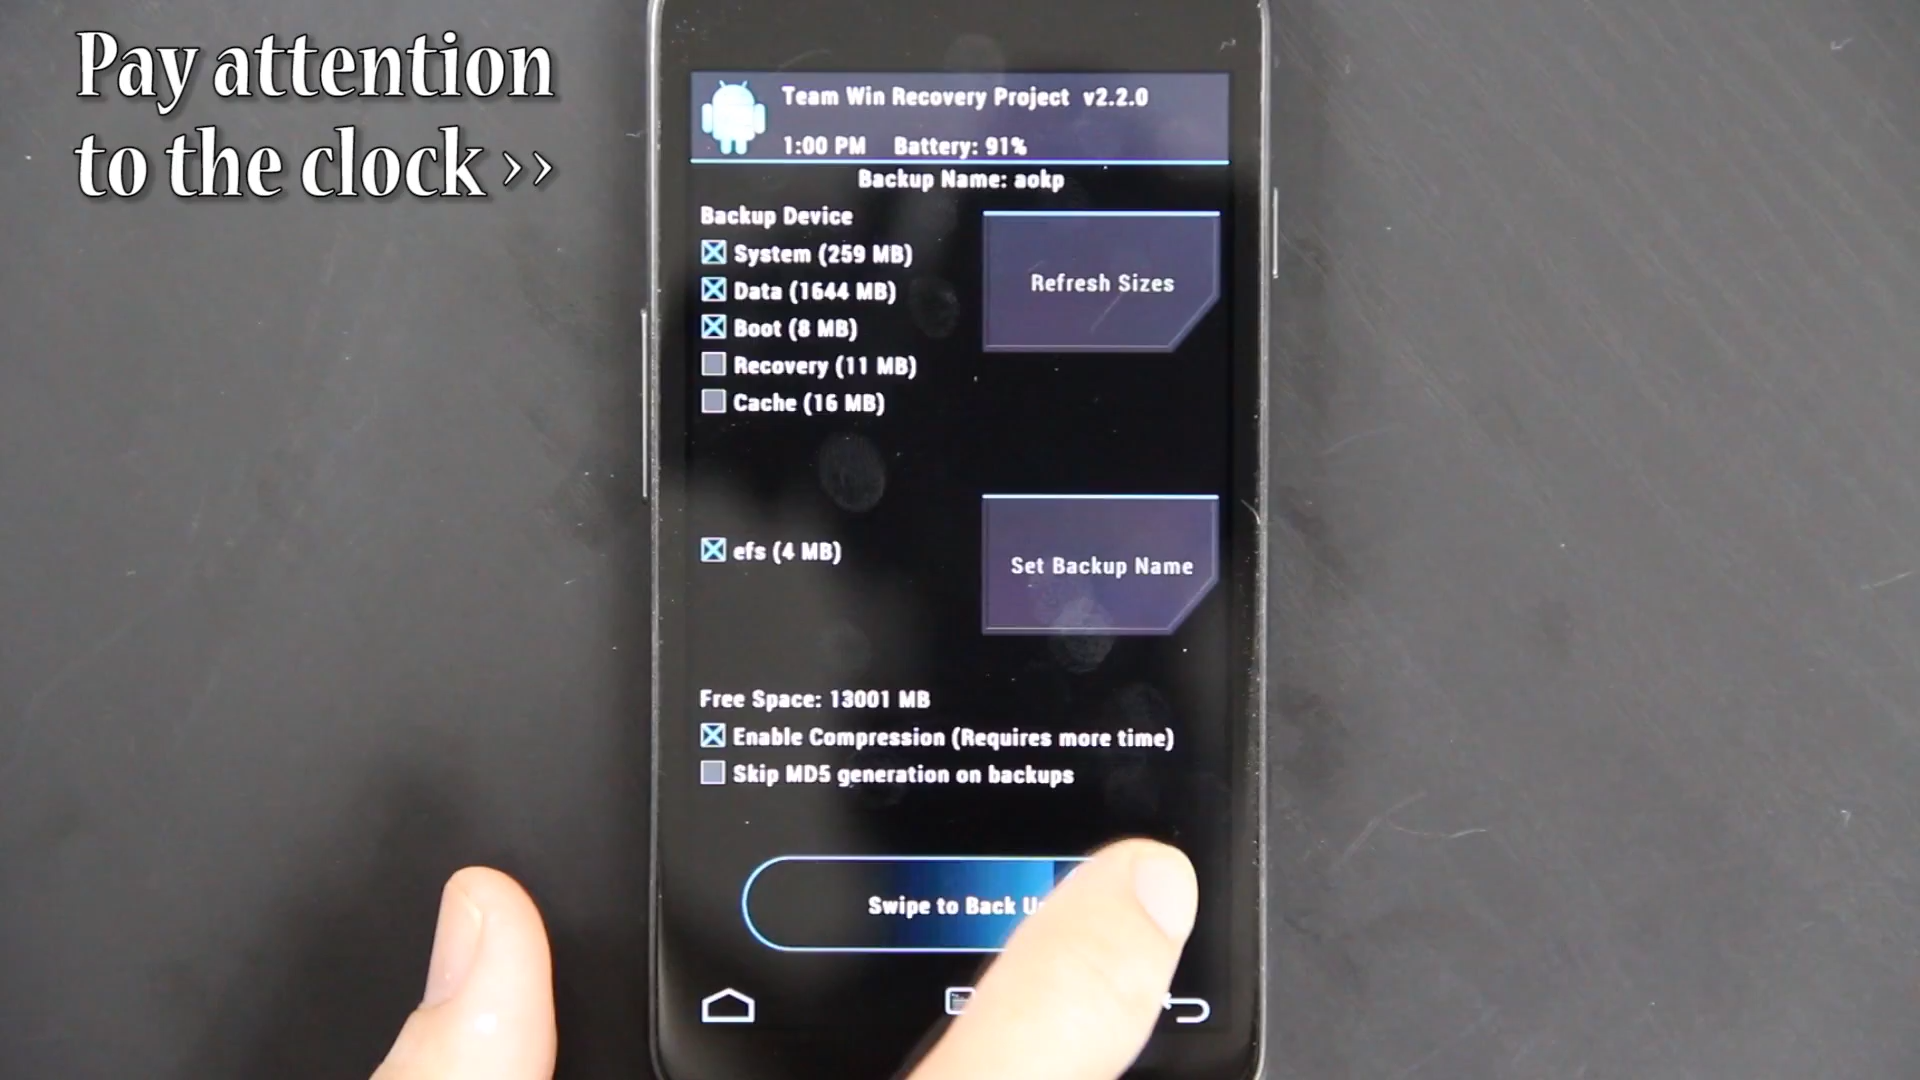 Pay attention
to the clock >>
Team Win Recovery Project v2.2.0
1:00 PM Battery: 91%
Backup Name: aokp
Backup Device
System (259 MB)
Data (1644 MB)
Boot (8 MB)
Recovery (11 MB)
Cache (16 MB)
Refresh Sizes
efs (4 MB)
Set Backup Name
Free Space: 13001 MB
Enable Compression (Requires more time)
Skip MD5 generation on backups
Swipe to Back